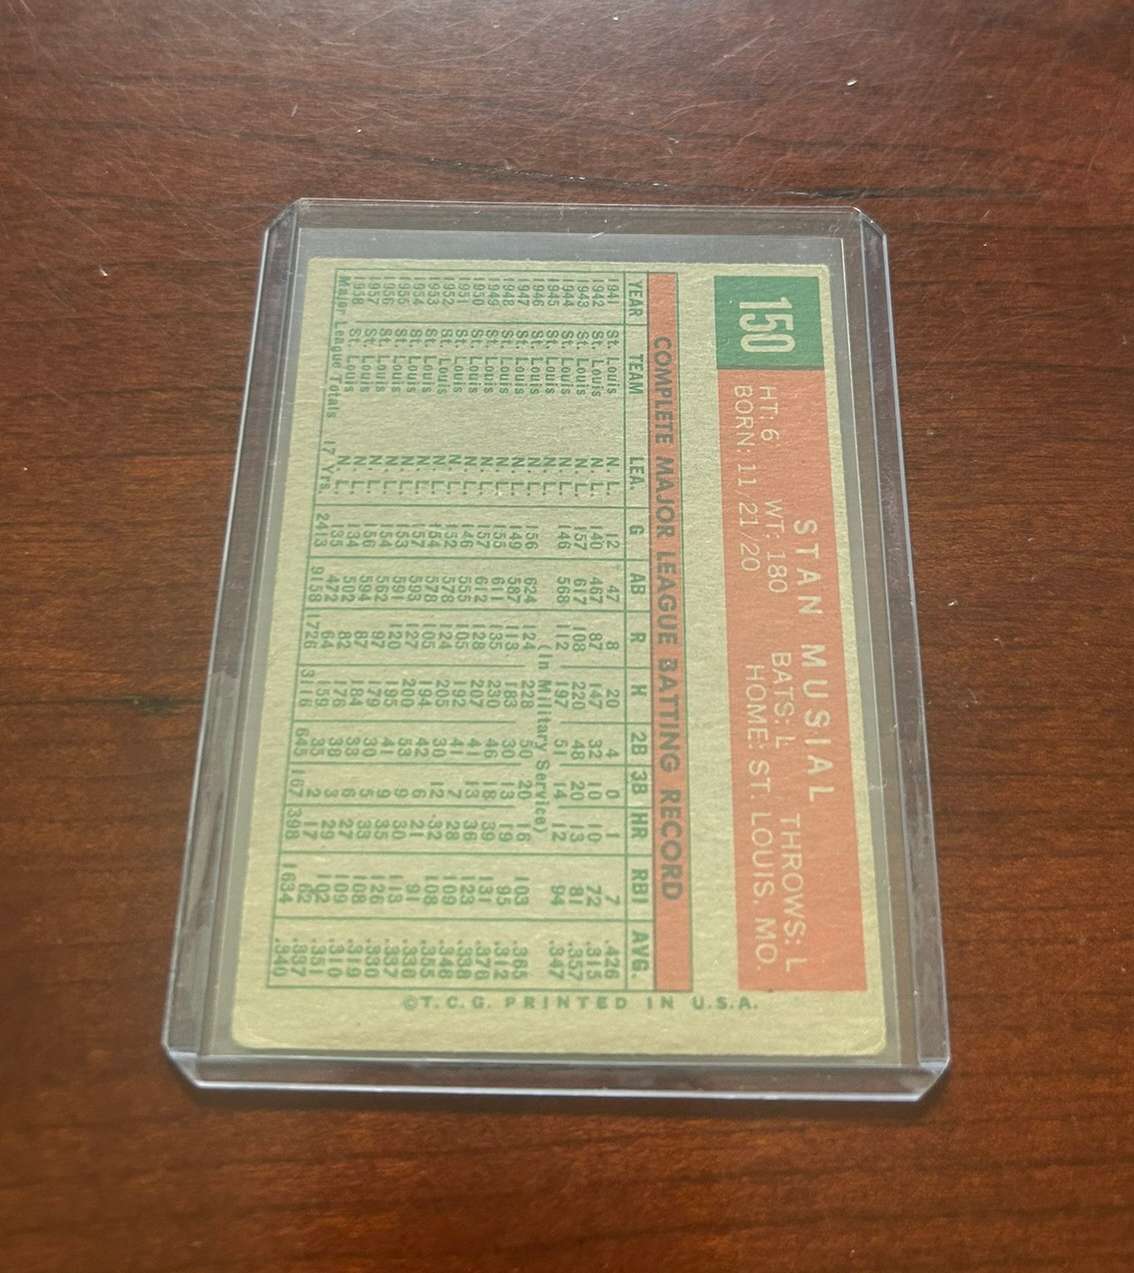 150
STAN MUSIAL
HT: 6' WT: 180 BATS: L THROWS: L
BORN: 11/21/20 HOME: ST. LOUIS, MO.
COMPLETE MAJOR LEAGUE BATTING RECORD
YEAR TEAM LEA. G AB R H 2B 3B HR RBI AVG.
1941 St. Louis N. L. 12 47 8 20 4 0 1 7 .426
1942 St. Louis N. L. 140 467 87 147 32 10 10 72 .315
1943 St. Louis N. L. 157 617 108 220 48 20 13 81 .357
1944 St. Louis N. L. 146 568 112 197 51 14 12 94 .347
1945 St. Louis N. L. (In Military Service)
1946 St. Louis N. L. 156 624 124 228 50 20 16 103 .365
1947 St. Louis N. L. 149 587 113 183 30 13 19 95 .312
1948 St. Louis N. L. 155 611 135 230 46 18 39 131 .376
1949 St. Louis N. L. 157 612 128 207 41 13 36 123 .338
1950 St. Louis N. L. 146 555 105 192 41 7 28 109 .346
1951 St. Louis N. L. 152 578 124 205 30 12 32 108 .355
1952 St. Louis N. L. 154 578 105 194 42 6 21 91 .336
1953 St. Louis N. L. 157 593 127 200 53 9 30 113 .337
1954 St. Louis N. L. 153 591 120 195 41 9 35 126 .330
1955 St. Louis N. L. 154 562 97 179 30 5 33 108 .319
1956 St. Louis N. L. 156 594 87 184 33 6 27 109 .310
1957 St. Louis N. L. 134 502 82 176 38 3 29 102 .351
1958 St. Louis N. L. 135 472 64 159 35 2 17 62 .337
Major League Totals 17 Yrs. 2413 9158 1726 3116 645 167 398 1634 .340
©T.C.G. PRINTED IN U.S.A.